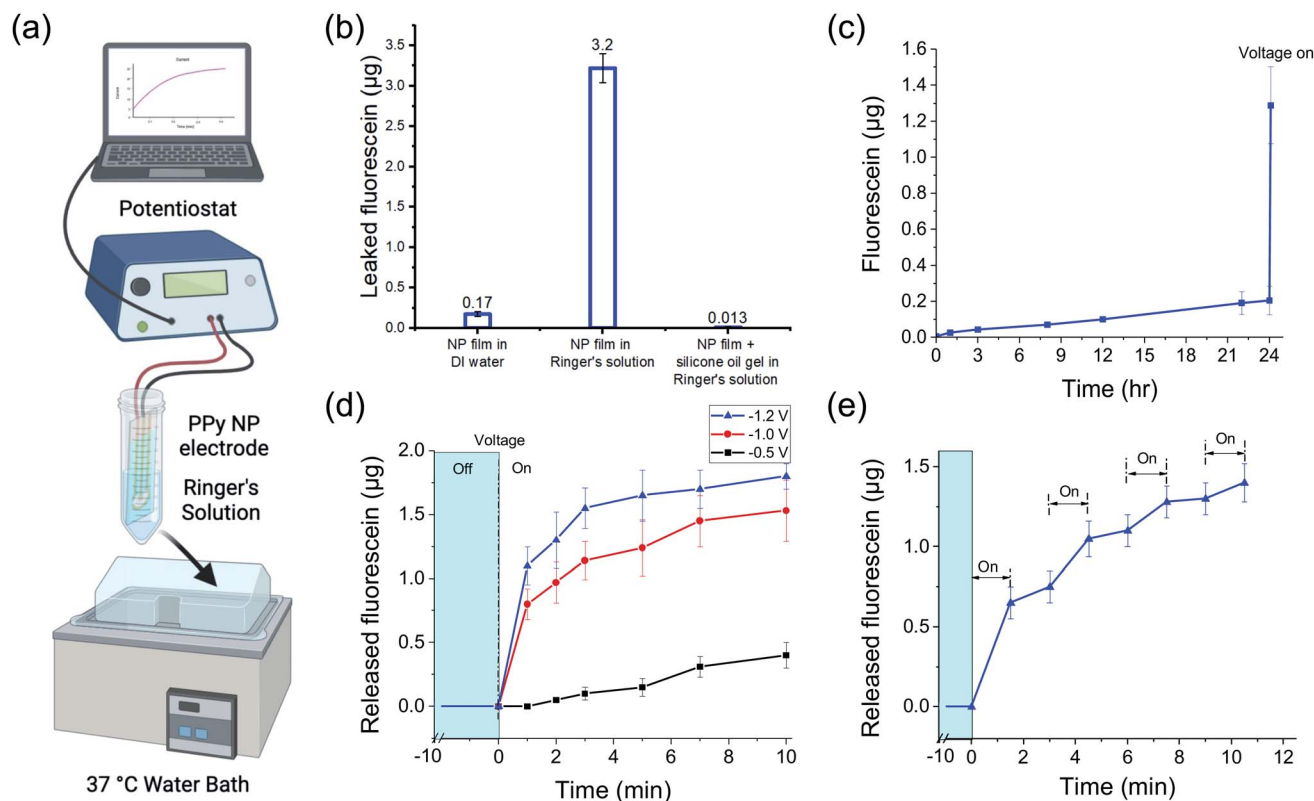 (a)
Current
Current
Time (min)
Potentiostat
PPy NP
electrode
Ringer's
Solution
37 °C Water Bath
(b)
Leaked fluorescein (µg)
3.5
3.0
2.5
2.0
1.5
1.0
0.5
0.0
0.17
3.2
0.013
NP film in
DI water
NP film in
Ringer's solution
NP film +
silicone oil gel in
Ringer's solution
(c)
Fluorescein (µg)
1.6
1.4
1.2
1.0
0.8
0.6
0.4
0.2
0.0
Voltage on
0 3 6 9 12 15 18 21 24
Time (hr)
(d)
Voltage
Off On
-1.2 V
-1.0 V
-0.5 V
Released fluorescein (µg)
2.0
1.5
1.0
0.5
0.0
-10 0 2 4 6 8 10
Time (min)
(e)
Released fluorescein (µg)
1.5
1.0
0.5
0.0
On
On
On
On
-10 0 2 4 6 8 10
Time (min)